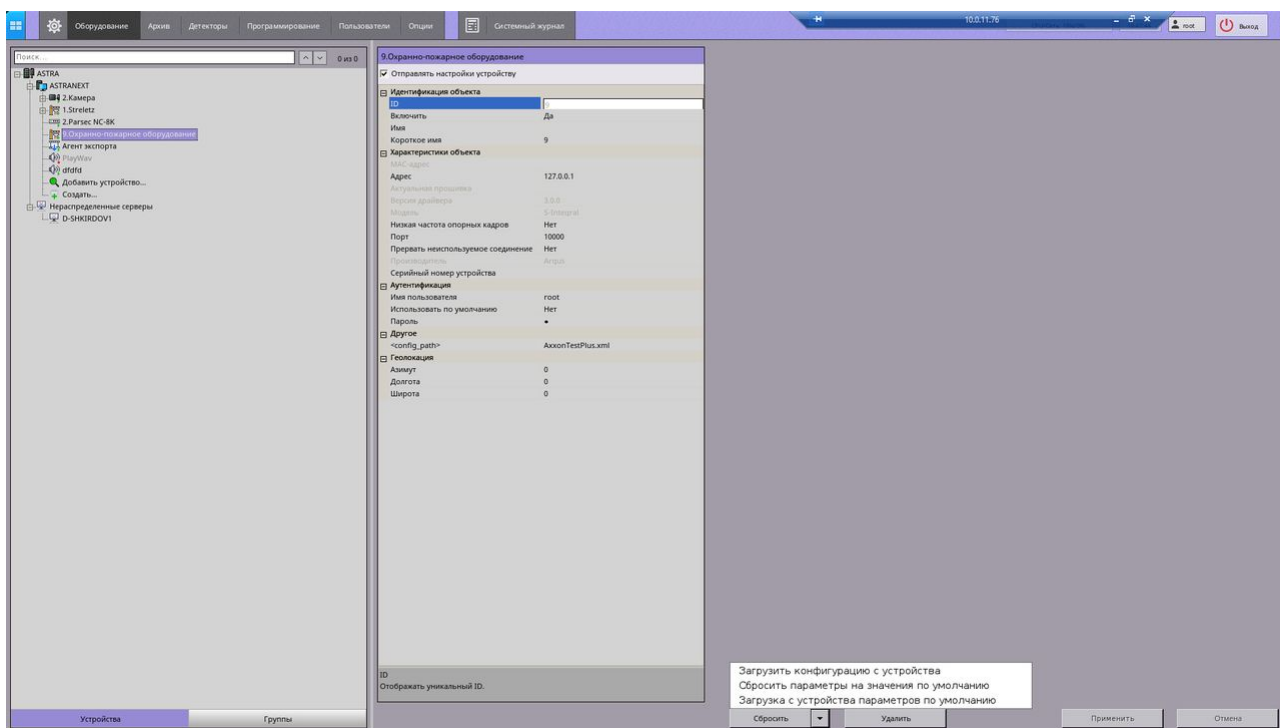 Оборудование Архив Детекторы Программирование Пользователи Опции Системный журнал 10.0.11.76 root Выход
Поиск... 0 из 0
ASTRA
ASTRANEXT
2.Камера
1.Streletz
2.Parsec NC-8K
9.Охранно-пожарное оборудование
Агент экспорта
PlayWav
dfdfd
Добавить устройство...
Создать...
Нераспределенные серверы
D-SHKIRDOV1
9.Охранно-пожарное оборудование
Отправлять настройки устройству
Идентификация объекта
ID 9
Включить Да
Имя
Короткое имя 9
Характеристики объекта
MAC-адрес
Адрес 127.0.0.1
Актуальная прошивка
Версия драйвера 3.0.0
Модель S-Integral
Низкая частота опорных кадров Нет
Порт 10000
Прервать неиспользуемое соединение Нет
Производитель Argus
Серийный номер устройства
Аутентификация
Имя пользователя root
Использовать по умолчанию Нет
Пароль •
Другое
<config_path> AxxonTestPlus.xml
Геолокация
Азимут 0
Долгота 0
Широта 0
ID
Отображать уникальный ID.
Загрузить конфигурацию с устройства
Сбросить параметры на значения по умолчанию
Загрузка с устройства параметров по умолчанию
Устройства Группы Сбросить Удалить Применить Отмена